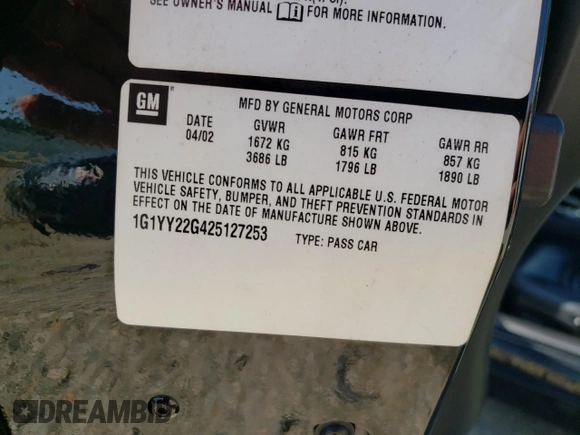 SEE OWNER'S MANUAL FOR MORE INFORMATION.
GM
MFD BY GENERAL MOTORS CORP
DATE GVWR GAWR FRT GAWR RR
04/02 1672 KG 815 KG 857 KG
3686 LB 1796 LB 1890 LB
THIS VEHICLE CONFORMS TO ALL APPLICABLE U.S. FEDERAL MOTOR
VEHICLE SAFETY, BUMPER, AND THEFT PREVENTION STANDARDS IN
EFFECT ON THE DATE OF MANUFACTURE SHOWN ABOVE.
1G1YY22G425127253 TYPE: PASS CAR
DREAMBID